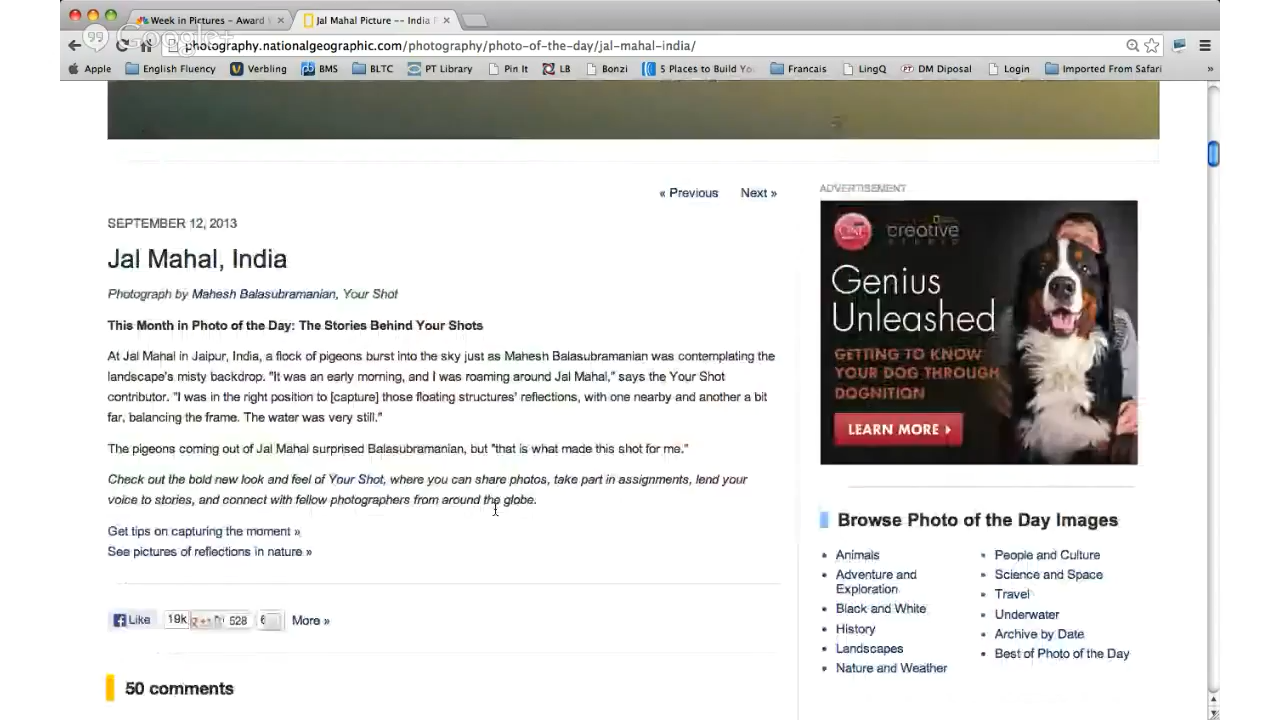 Week in Pictures - Award
Jal Mahal Picture -- India
Google+
photography.nationalgeographic.com/photography/photo-of-the-day/jal-mahal-india/
Apple
English Fluency
Verbling
BMS
BLTC
PT Library
Pin It
LB
Bonzi
5 Places to Build Yo
Francais
LingQ
DM Diposal
Login
Imported From Safari
»
« Previous
Next »
SEPTEMBER 12, 2013
Jal Mahal, India
Photograph by Mahesh Balasubramanian, Your Shot
This Month in Photo of the Day: The Stories Behind Your Shots
At Jal Mahal in Jaipur, India, a flock of pigeons burst into the sky just as Mahesh Balasubramanian was contemplating the
landscape's misty backdrop. "It was an early morning, and I was roaming around Jal Mahal," says the Your Shot
contributor. "I was in the right position to [capture] those floating structures' reflections, with one nearby and another a bit
far, balancing the frame. The water was very still."
The pigeons coming out of Jal Mahal surprised Balasubramanian, but "that is what made this shot for me."
Check out the bold new look and feel of Your Shot, where you can share photos, take part in assignments, lend your
voice to stories, and connect with fellow photographers from around the globe.
Get tips on capturing the moment »
See pictures of reflections in nature »
Like
19k
528
More »
50 comments
ADVERTISEMENT
ONE
creative
STUDIO
Genius
Unleashed
GETTING TO KNOW
YOUR DOG THROUGH
DOGNITION
LEARN MORE
Browse Photo of the Day Images
Animals
Adventure and
Exploration
Black and White
History
Landscapes
Nature and Weather
People and Culture
Science and Space
Travel
Underwater
Archive by Date
Best of Photo of the Day